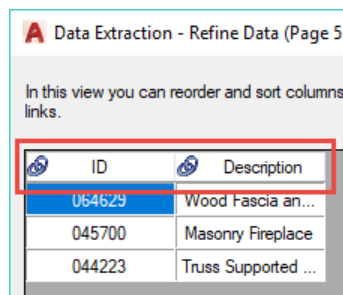 Data Extraction - Refine Data (Page 5
In this view you can reorder and sort columns
links.
ID Description
064629 Wood Fascia an...
045700 Masonry Fireplace
044223 Truss Supported ...